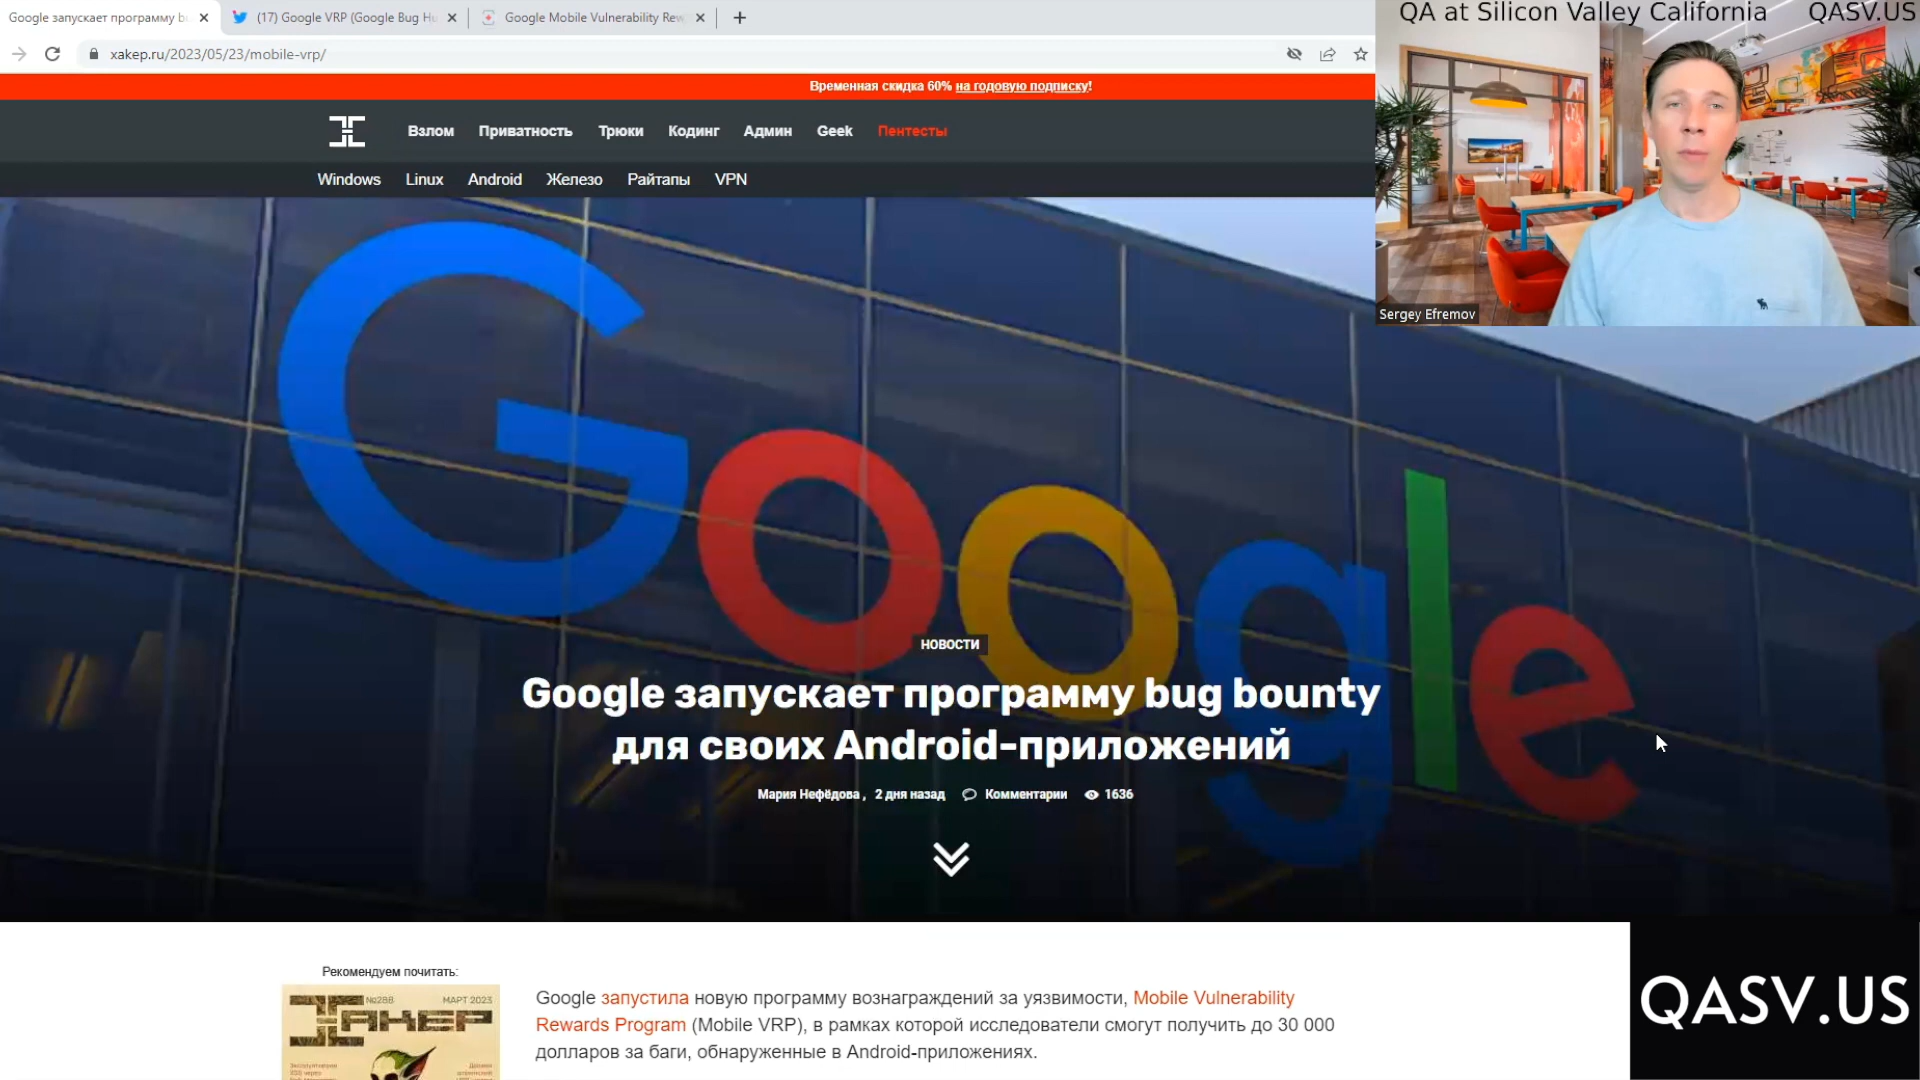 Google запускает программу b
(17) Google VRP (Google Bug Hu
Google Mobile Vulnerability Rew
xakep.ru/2023/05/23/mobile-vrp/
QA at Silicon Valley California QASV.US
Временная скидка 60% на годовую подписку!
Взлом Приватность Трюки Кодинг Админ Geek Пентесты
Windows Linux Android Железо Райтапы VPN
Sergey Efremov
Google
НОВОСТИ
Google запускает программу bug bounty
для своих Android-приложений
Мария Нефёдова, 2 дня назад Комментарии 1636
Рекомендуем почитать:
№288 МАРТ 2023
ХАКЕР
Google запустила новую программу вознаграждений за уязвимости, Mobile Vulnerability
Rewards Program (Mobile VRP), в рамках которой исследователи смогут получить до 30 000
долларов за баги, обнаруженные в Android-приложениях.
QASV.US